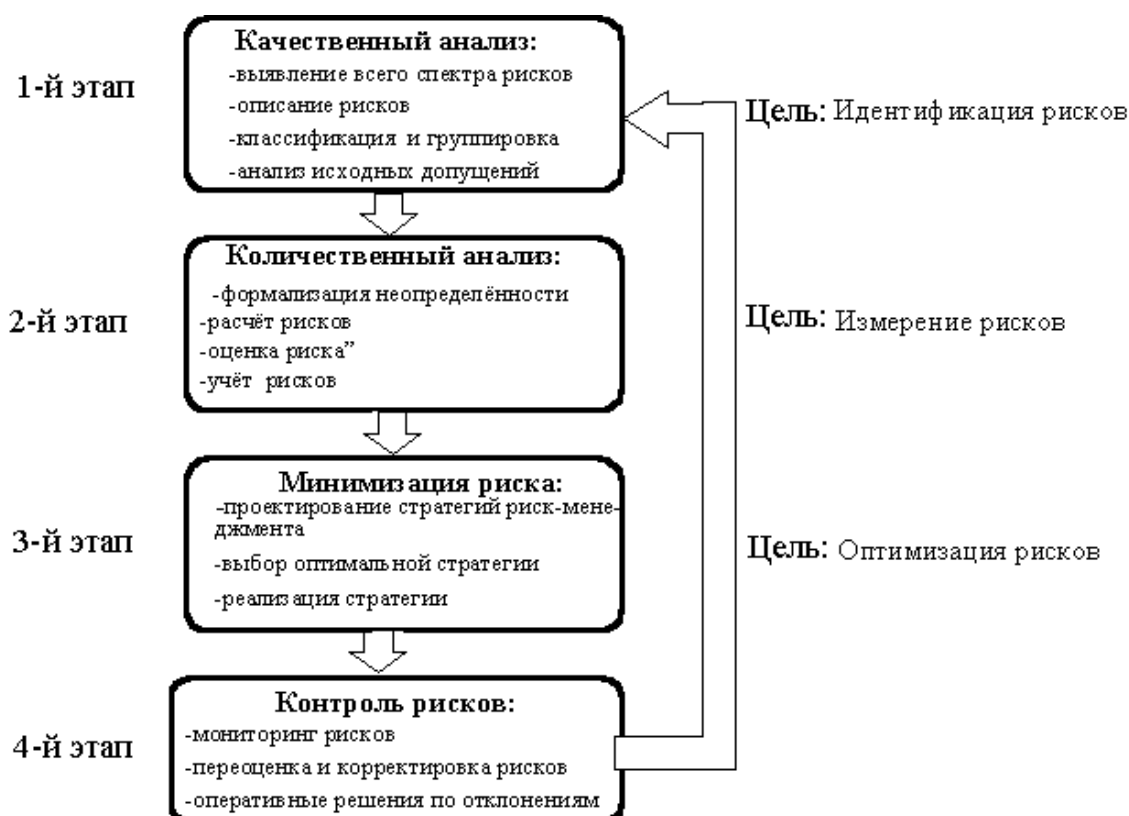 1-й этап
Качественный анализ:
-выявление всего спектра рисков
-описание рисков
-классификация и группировка
-анализ исходных допущений
Цель: Идентификация рисков
2-й этап
Количественный анализ:
-формализация неопределённости
-расчёт рисков
-оценка риска”
-учёт рисков
Цель: Измерение рисков
3-й этап
Минимизация риска:
-проектирование стратегий риск-мене-
джмента
-выбор оптимальной стратегии
-реализация стратегии
Цель: Оптимизация рисков
4-й этап
Контроль рисков:
-мониторинг рисков
-переоценка и корректировка рисков
-оперативные решения по отклонениям